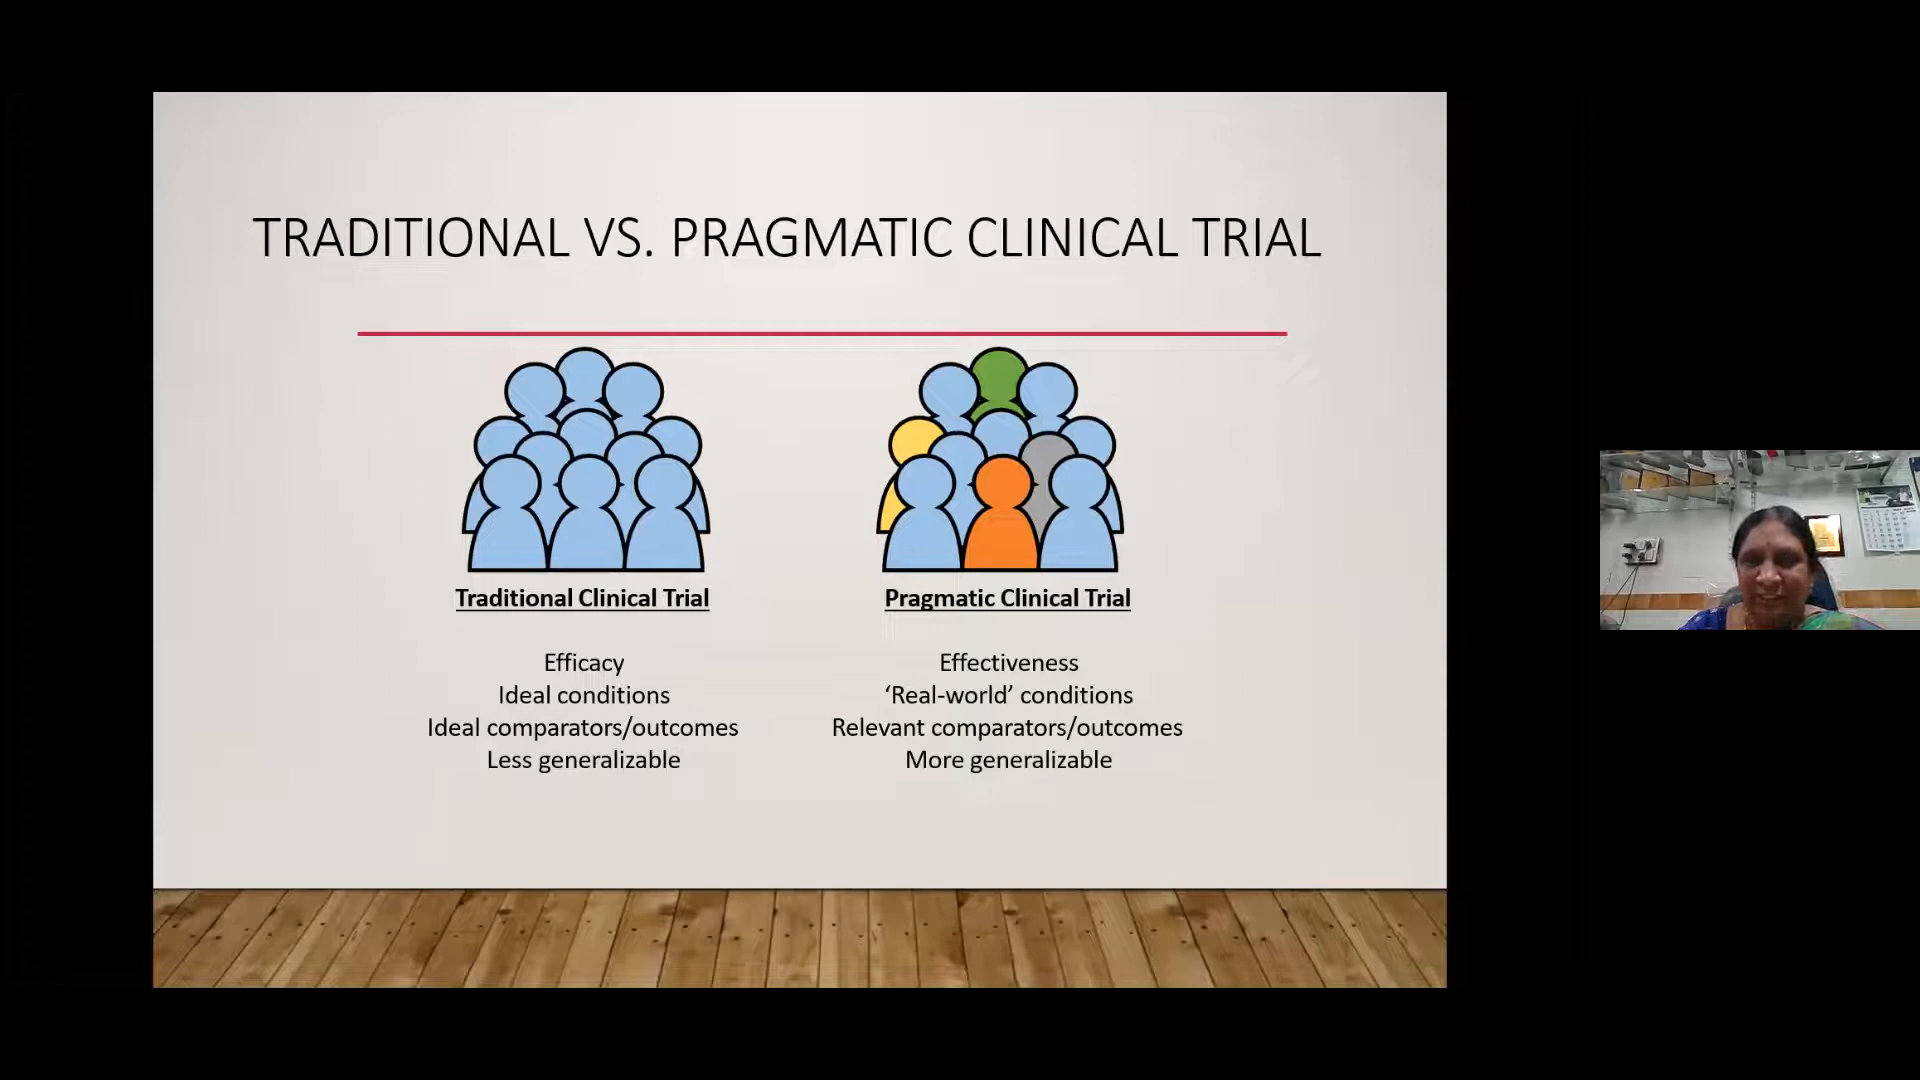 TRADITIONAL VS. PRAGMATIC CLINICAL TRIAL
Traditional Clinical Trial
Efficacy
Ideal conditions
Ideal comparators/outcomes
Less generalizable
Pragmatic Clinical Trial
Effectiveness
‘Real-world’ conditions
Relevant comparators/outcomes
More generalizable